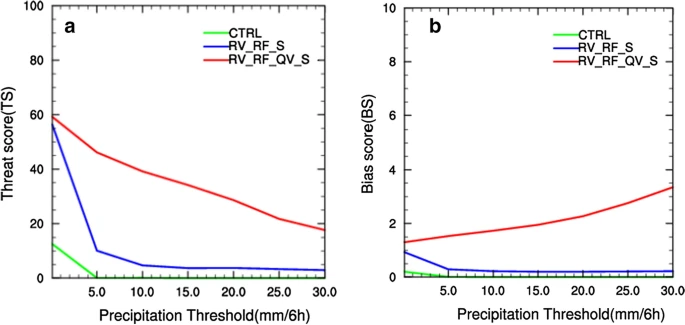 a
Threat score(TS)
100
80
60
40
20
0
CTRL
RV_RF_S
RV_RF_QV_S
5.0 10.0 15.0 20.0 25.0 30.0
Precipitation Threshold(mm/6h)
b
Bias score(BS)
10
8
6
4
2
0
CTRL
RV_RF_S
RV_RF_QV_S
5.0 10.0 15.0 20.0 25.0 30.0
Precipitation Threshold(mm/6h)